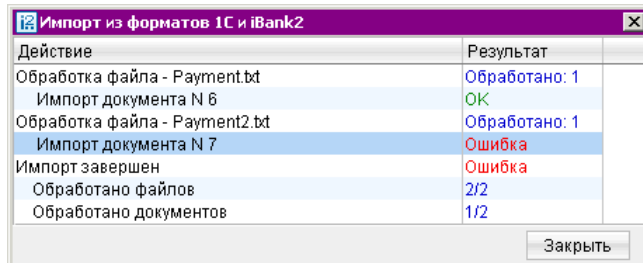 Импорт из форматов 1С и iBank2
Действие Результат
Обработка файла - Payment.txt Обработано: 1
Импорт документа N 6 OK
Обработка файла - Payment2.txt Обработано: 1
Импорт документа N 7 Ошибка
Импорт завершен Ошибка
Обработано файлов 2/2
Обработано документов 1/2
Закрыть